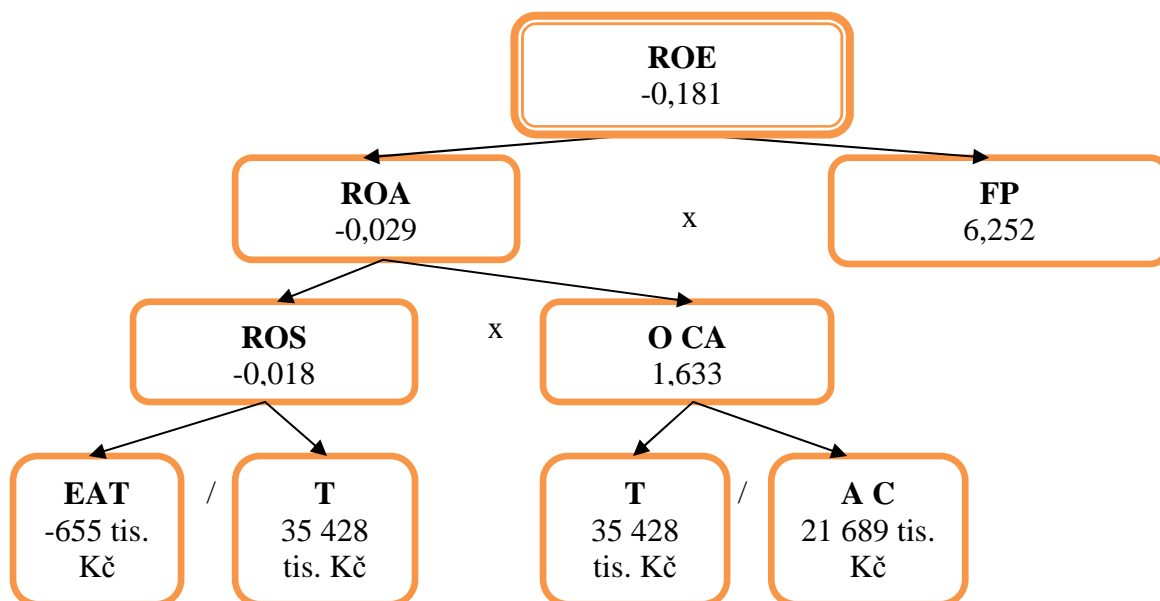 ROE
-0,181
ROA
-0,029
x
FP
6,252
ROS
-0,018
x
O CA
1,633
EAT
-655 tis.
Kč
/
T
35 428
tis. Kč
T
35 428
tis. Kč
/
A C
21 689 tis.
Kč